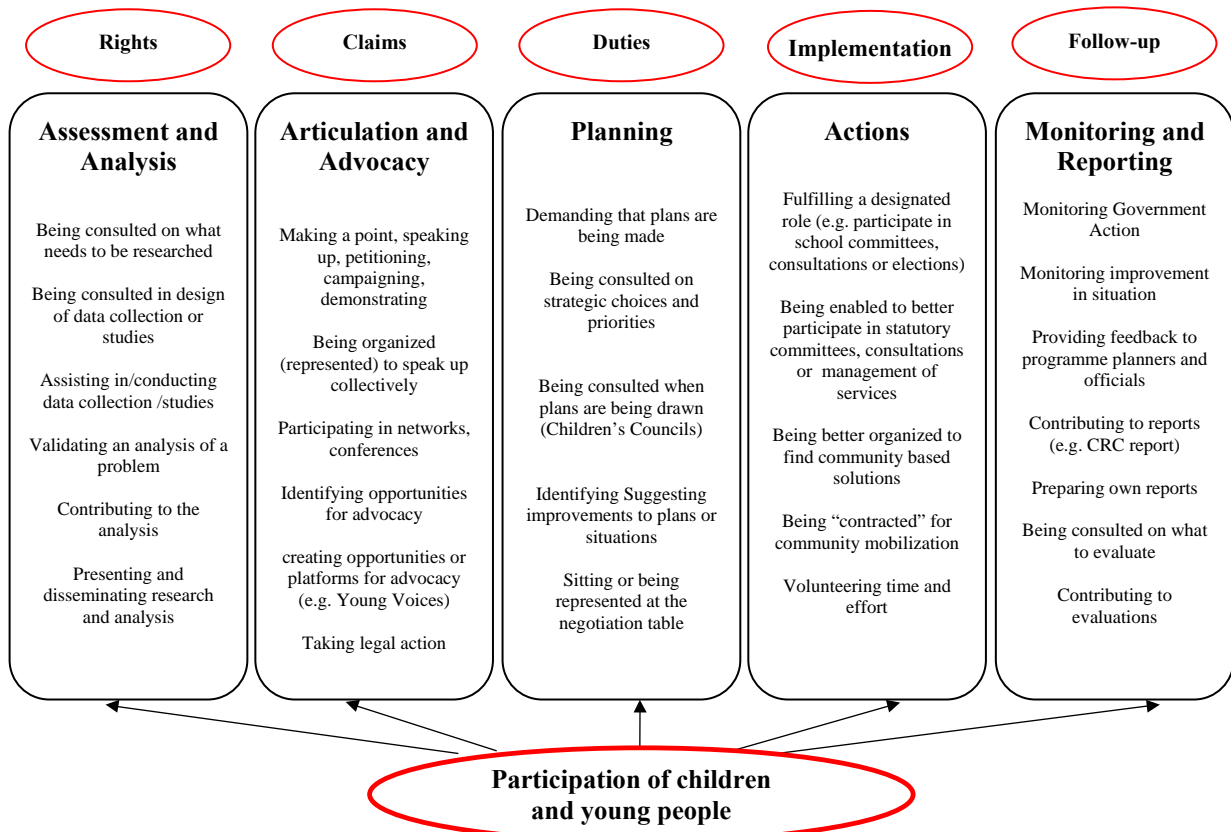 Rights
Claims
Duties
Implementation
Follow-up
Assessment and
Analysis
Being consulted on what
needs to be researched
Being consulted in design
of data collection or
studies
Assisting in/conducting
data collection /studies
Validating an analysis of a
problem
Contributing to the
analysis
Presenting and
disseminating research
and analysis
Articulation and
Advocacy
Making a point, speaking
up, petitioning,
campaigning,
demonstrating
Being organized
(represented) to speak up
collectively
Participating in networks,
conferences
Identifying opportunities
for advocacy
creating opportunities or
platforms for advocacy
(e.g. Young Voices)
Taking legal action
Planning
Demanding that plans are
being made
Being consulted on
strategic choices and
priorities
Being consulted when
plans are being drawn
(Children’s Councils)
Identifying Suggesting
improvements to plans or
situations
Sitting or being
represented at the
negotiation table
Actions
Fulfilling a designated
role (e.g. participate in
school committees,
consultations or elections)
Being enabled to better
participate in statutory
committees, consultations
or management of
services
Being better organized to
find community based
solutions
Being “contracted” for
community mobilization
Volunteering time and
effort
Monitoring and
Reporting
Monitoring Government
Action
Monitoring improvement
in situation
Providing feedback to
programme planners and
officials
Contributing to reports
(e.g. CRC report)
Preparing own reports
Being consulted on what
to evaluate
Contributing to
evaluations
Participation of children
and young people